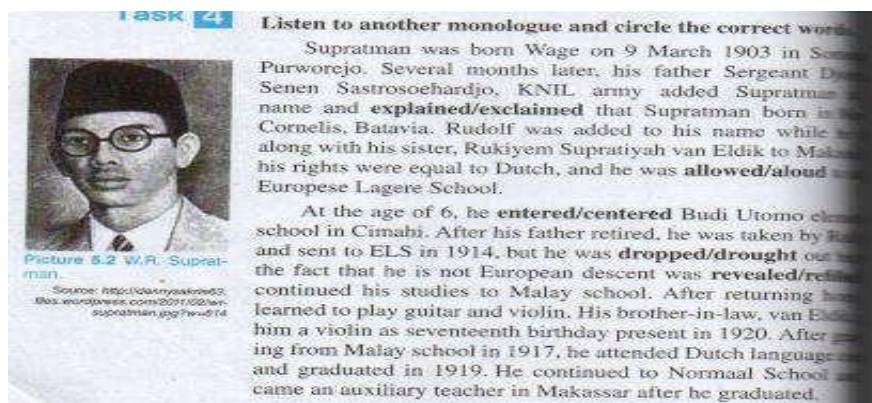 Task 4
Listen to another monologue and circle the correct word
Supratman was born Wage on 9 March 1903 in
Purworejo. Several months later, his father Sergeant
Senen Sastrosoehardjo, KNIL army added Supratman
name and explained/exclaimed that Supratman born in
Cornelis, Batavia. Rudolf was added to his name while
along with his sister, Rukiyem Supratiyah van Eldik to
his rights were equal to Dutch, and he was allowed/aloud
Europese Lagere School.
At the age of 6, he entered/centered Budi Utomo
school in Cimahi. After his father retired, he was taken by
and sent to ELS in 1914, but he was dropped/drought out
the fact that he is not European descent was revealed/
continued his studies to Malay school. After returning
learned to play guitar and violin. His brother-in-law, van
him a violin as seventeenth birthday present in 1920. After
ing from Malay school in 1917, he attended Dutch language
and graduated in 1919. He continued to Normaal School
came an auxiliary teacher in Makassar after he graduated.
Picture 5.2 W.R. Suprat-
man.
Source:
supratman.jpg?w=614